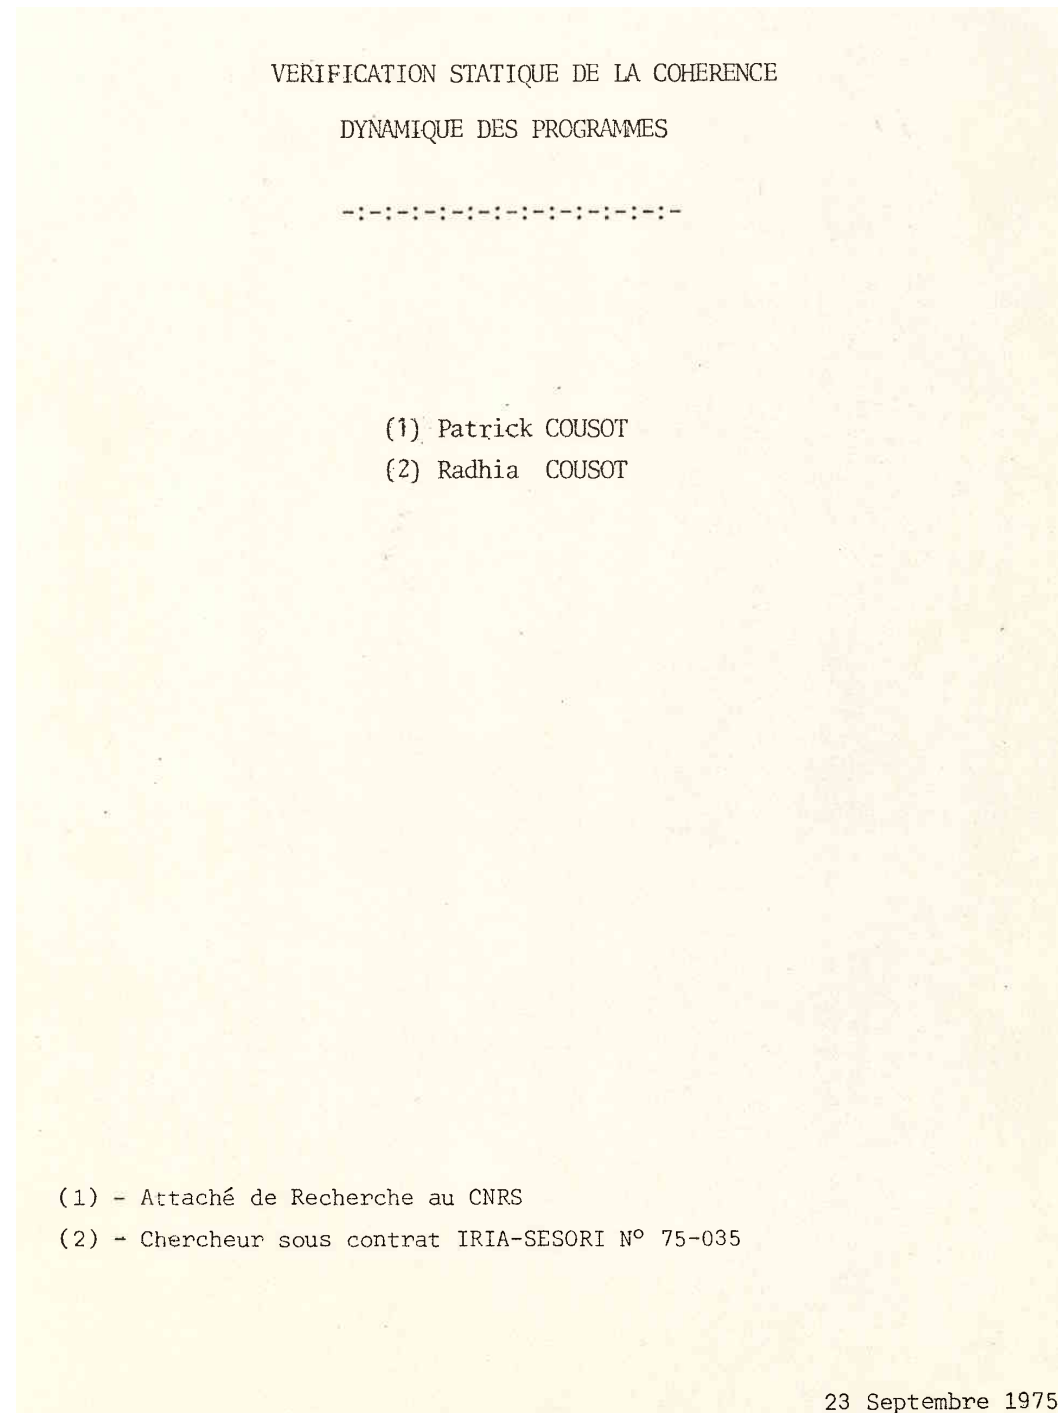 VERIFICATION STATIQUE DE LA COHERENCE
DYNAMIQUE DES PROGRAMMES
-:-:-:-:-:-:-:-:-:-:-:-:-
(1) Patrick COUSOT
(2) Radhia COUSOT
(1) - Attaché de Recherche au CNRS
(2) - Chercheur sous contrat IRIA-SESORI N° 75-035
23 Septembre 1975